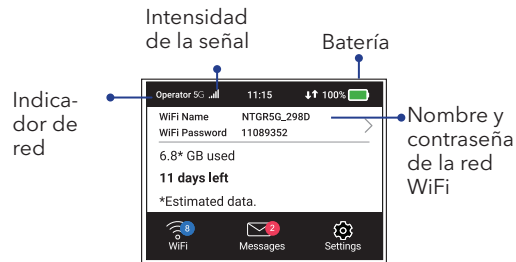 Intensidad
de la señal
Batería
Indica-
dor de
red
Operator 5G 11:15 100%
WiFi Name NTGR5G_298D
WiFi Password 11089352
6.8* GB used
11 days left
*Estimated data.
8
WiFi
2
Messages
Settings
Nombre y
contraseña
de la red
WiFi